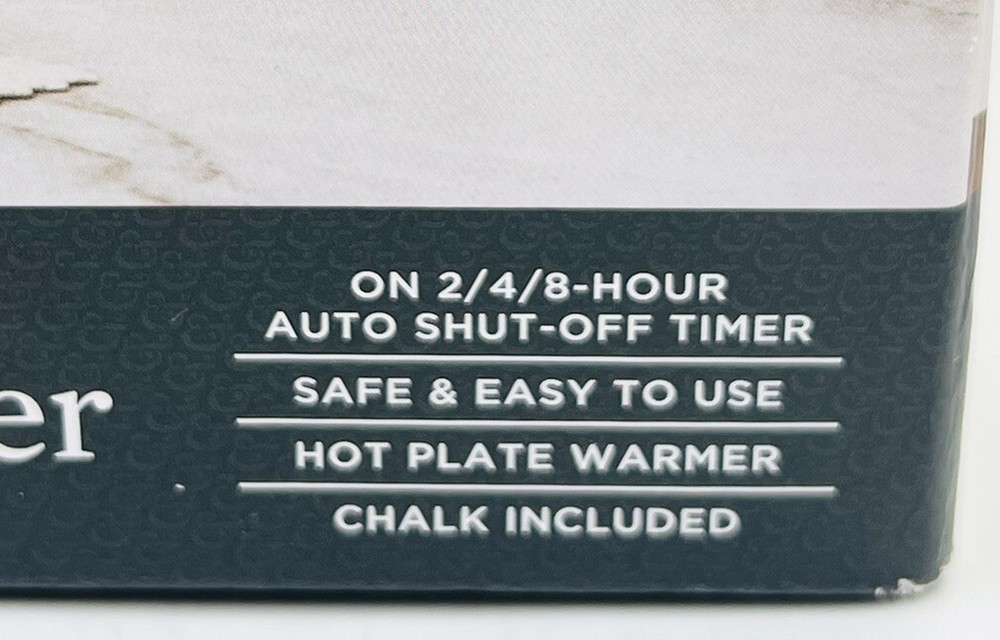 ON 2/4/8-HOUR
AUTO SHUT-OFF TIMER
SAFE & EASY TO USE
er
HOT PLATE WARMER
CHALK INCLUDED